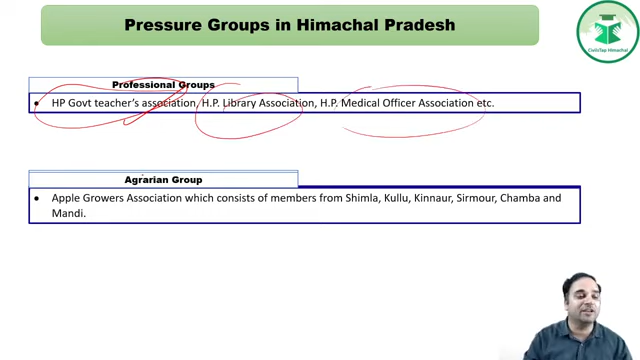 Pressure Groups in Himachal Pradesh
CivilsTap Himachal
Professional Groups
• HP Govt teacher's association, H.P. Library Association, H.P. Medical Officer Association etc.
Agrarian Group
• Apple Growers Association which consists of members from Shimla, Kullu, Kinnaur, Sirmour, Chamba and
Mandi.